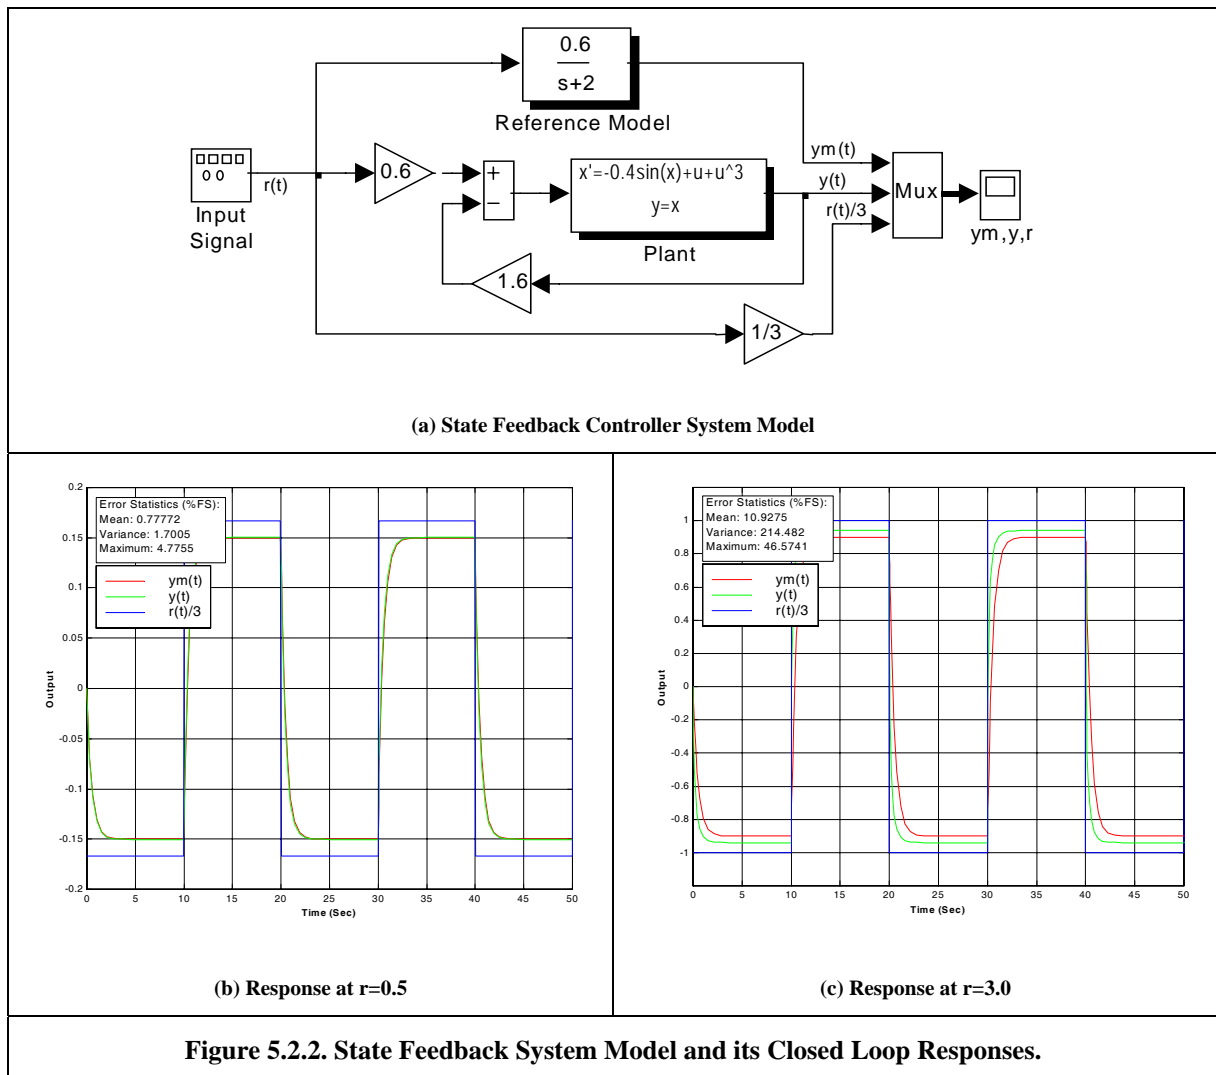 0.6
s+2
Reference Model
ym(t)
Input
Signal
r(t)
0.6
+
−
x'=-0.4sin(x)+u+u^3
y=x
Plant
y(t)
r(t)/3
Mux
ym,y,r
1.6
1/3
(a) State Feedback Controller System Model
Error Statistics (%FS):
Mean: 0.77772
Variance: 1.7005
Maximum: 4.7755
ym(t)
y(t)
r(t)/3
0.2
0.15
0.1
0.05
0
-0.05
-0.1
-0.15
-0.2
Output
0 5 10 15 20 25 30 35 40 45 50
Time (Sec)
(b) Response at r=0.5
Error Statistics (%FS):
Mean: 10.9275
Variance: 214.482
Maximum: 46.5741
ym(t)
y(t)
r(t)/3
1
0.8
0.6
0.4
0.2
0
-0.2
-0.4
-0.6
-0.8
-1
Output
0 5 10 15 20 25 30 35 40 45 50
Time (Sec)
(c) Response at r=3.0
Figure 5.2.2. State Feedback System Model and its Closed Loop Responses.